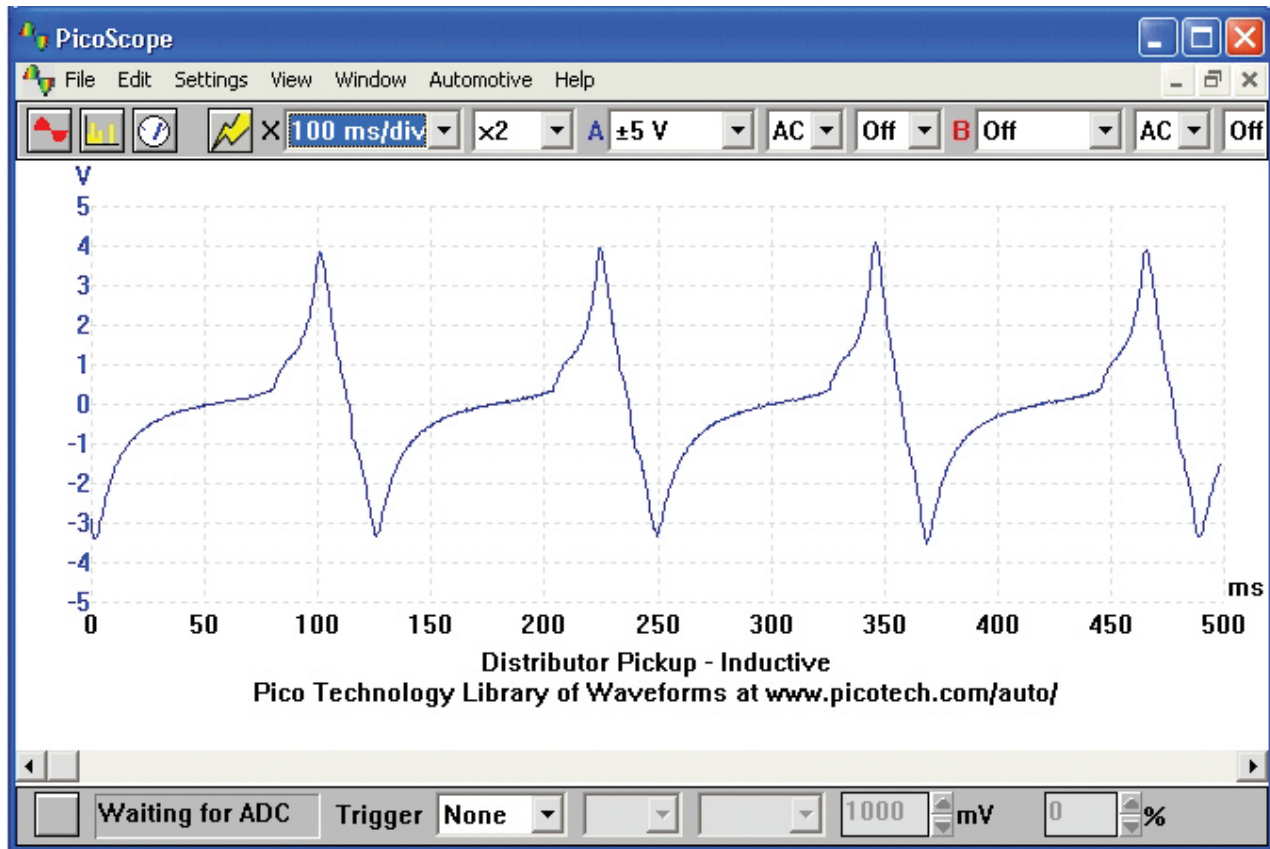 PicoScope
File Edit Settings View Window Automotive Help
X 100 ms/div x2 A ±5 V AC Off B Off AC Off
V
5
4
3
2
1
0
-1
-2
-3
-4
-5
ms
0 50 100 150 200 250 300 350 400 450 500
Distributor Pickup - Inductive
Pico Technology Library of Waveforms at www.picotech.com/auto/
Waiting for ADC Trigger None 1000 mV 0 %